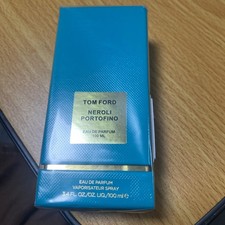 TOM FORD
NEROLI
PORTOFINO
EAU DE PARFUM
100 ML
EAU DE PARFUM
VAPORISATEUR SPRAY
3.4 FL. OZ./OZ. LIQ./100 ml ℮